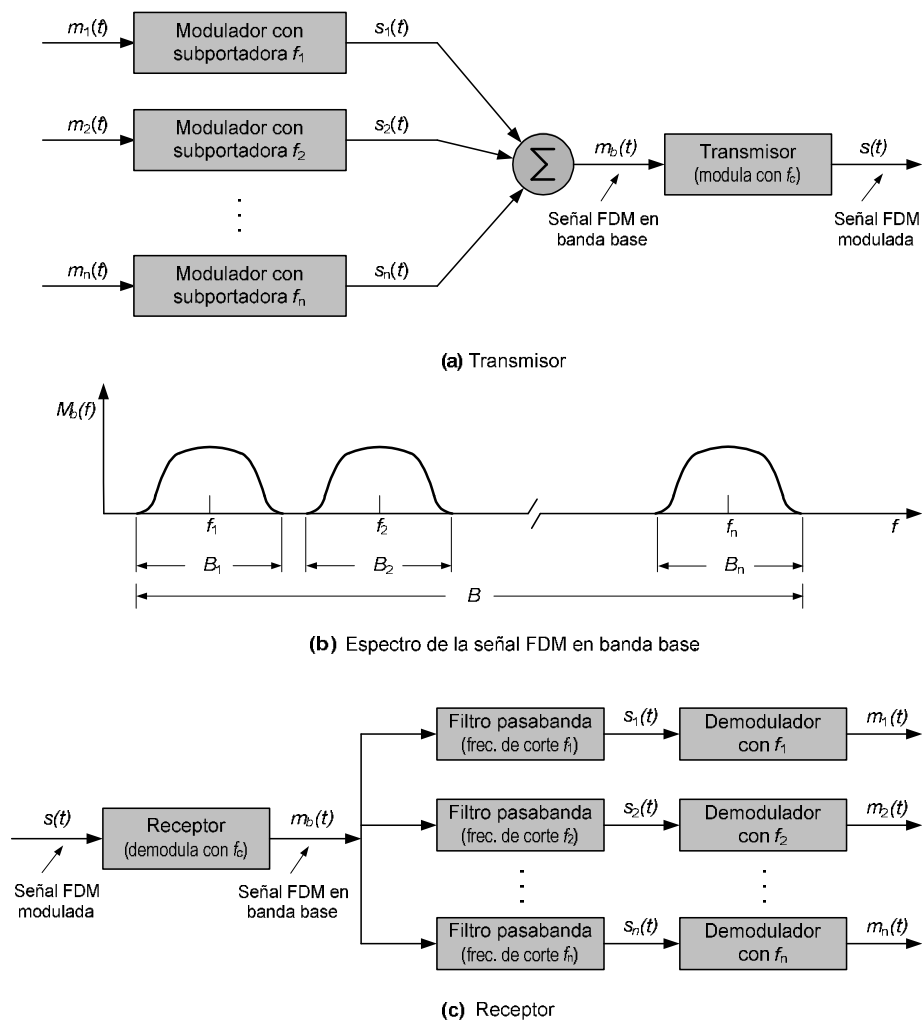 m1(t)
Modulador con
subportadora f1
s1(t)
m2(t)
Modulador con
subportadora f2
s2(t)
mn(t)
Modulador con
subportadora fn
sn(t)
Σ
mb(t)
Señal FDM en
banda base
Transmisor
(modula con fc)
s(t)
Señal FDM
modulada
(a) Transmisor
Mb(f)
f1
f2
fn
f
B1
B2
Bn
B
(b) Espectro de la señal FDM en banda base
s(t)
Señal FDM
modulada
Receptor
(demodula con fc)
mb(t)
Señal FDM en
banda base
Filtro pasabanda
(frec. de corte f1)
s1(t)
Demodulador
con f1
m1(t)
Filtro pasabanda
(frec. de corte f2)
s2(t)
Demodulador
con f2
m2(t)
Filtro pasabanda
(frec. de corte fn)
sn(t)
Demodulador
con fn
mn(t)
(c) Receptor